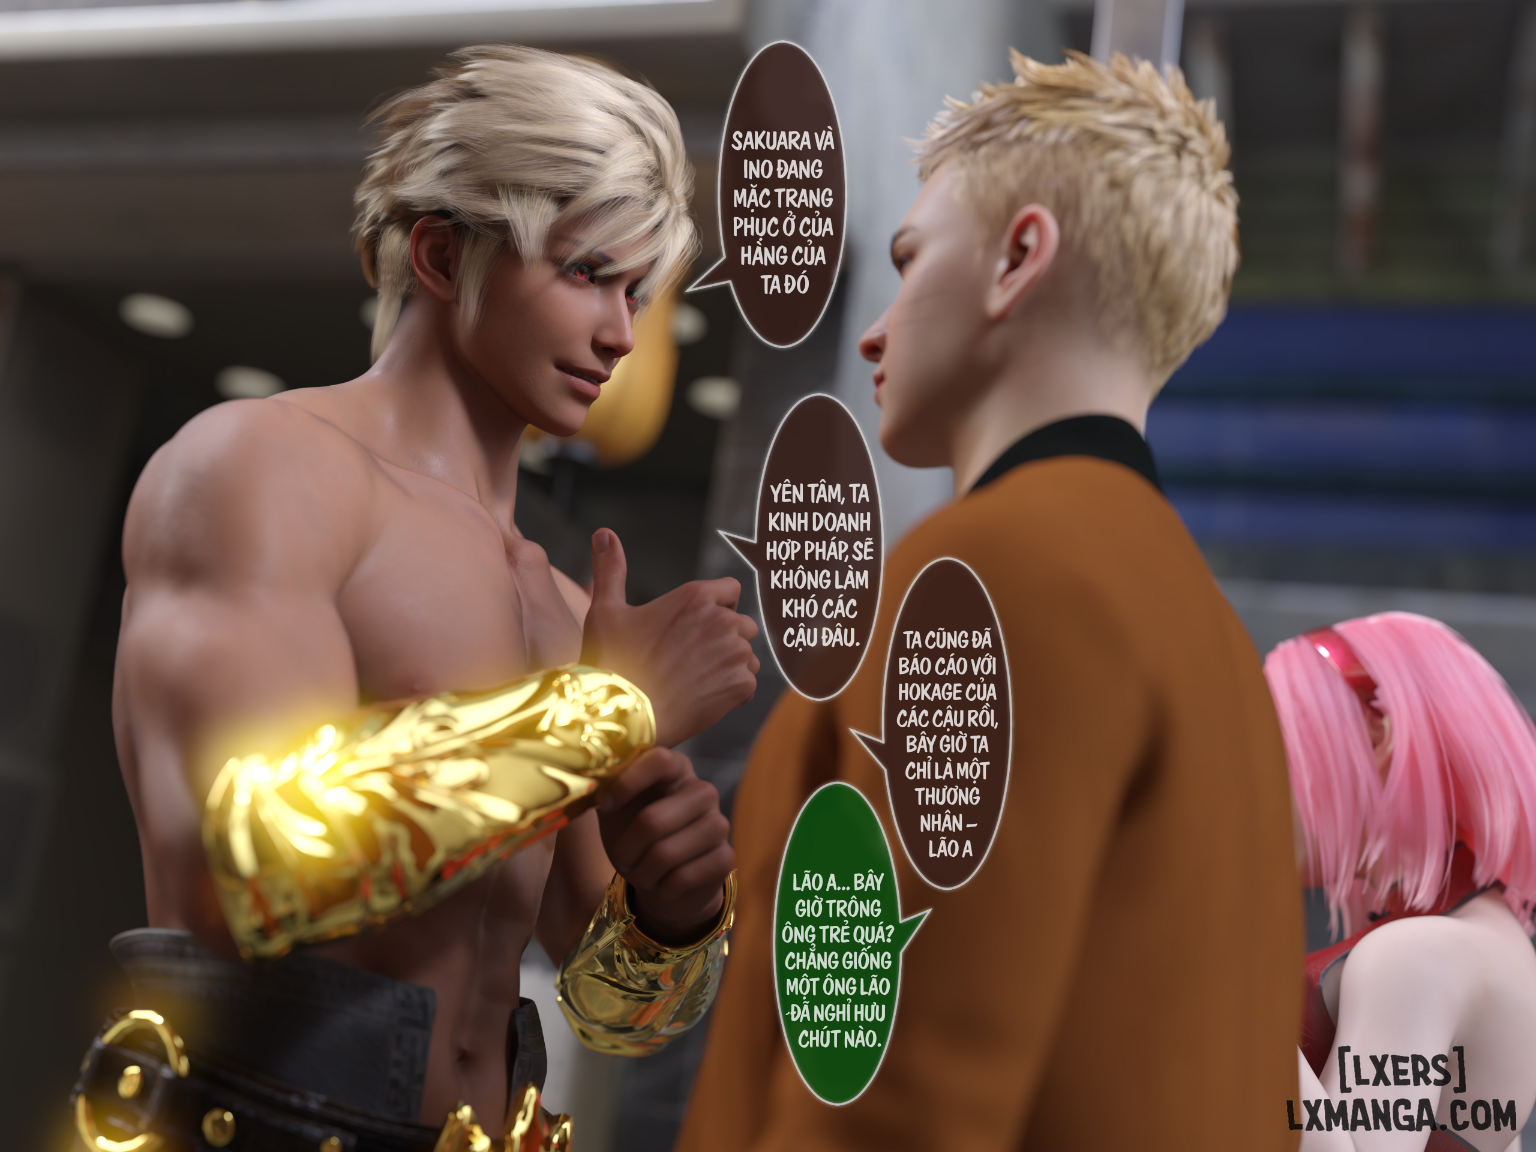 SAKUARA VÀ
INO ĐANG
MẶC TRANG
PHỤC Ở CỦA
HÀNG CỦA
TA ĐÓ
YÊN TÂM, TA
KINH DOANH
HỢP PHÁP, SẼ
KHÔNG LÀM
KHÓ CÁC
CẬU ĐÂU.
TA CŨNG ĐÃ
BÁO CÁO VỚI
HOKAGE CỦA
CÁC CẬU RỒI,
BÂY GIỜ TA
CHỈ LÀ MỘT
THƯƠNG
NHÂN –
LÃO A
LÃO A... BÂY
GIỜ TRÔNG
ÔNG TRẺ QUÁ?
CHẲNG GIỐNG
MỘT ÔNG LÃO
ĐÃ NGHỈ HƯU
CHÚT NÀO.
[LXERS]
LXMANGA.COM